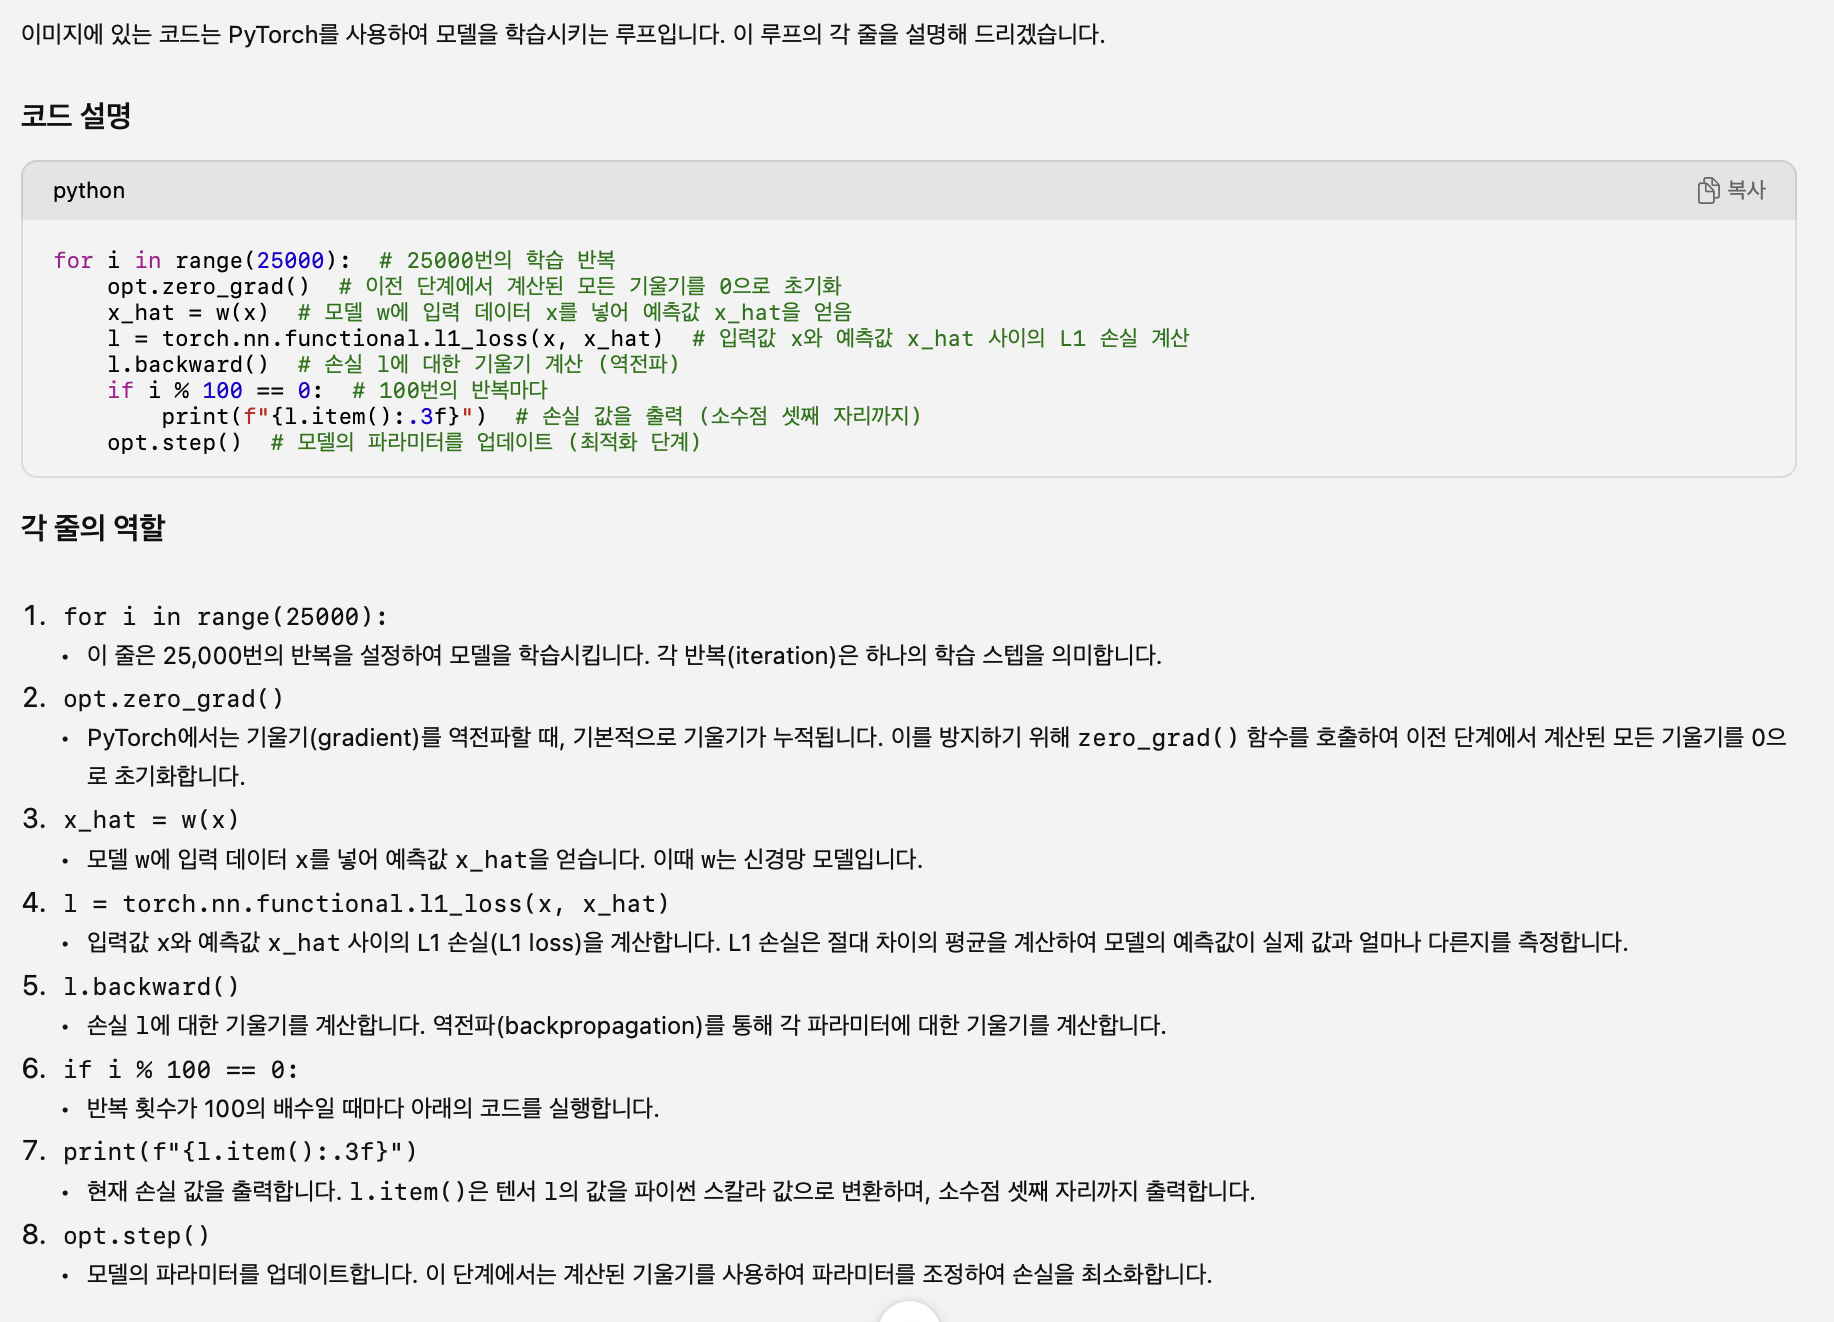 이미지에 있는 코드는 PyTorch를 사용하여 모델을 학습시키는 루프입니다. 이 루프의 각 줄을 설명해 드리겠습니다.
코드 설명
python
복사
for i in range(25000):  # 25000번의 학습 반복
    opt.zero_grad()  # 이전 단계에서 계산된 모든 기울기를 0으로 초기화
    x_hat = w(x)  # 모델 w에 입력 데이터 x를 넣어 예측값 x_hat을 얻음
    l = torch.nn.functional.l1_loss(x, x_hat)  # 입력값 x와 예측값 x_hat 사이의 L1 손실 계산
    l.backward()  # 손실 l에 대한 기울기 계산 (역전파)
    if i % 100 == 0:  # 100번의 반복마다
        print(f"{l.item():.3f}")  # 손실 값을 출력 (소수점 셋째 자리까지)
    opt.step()  # 모델의 파라미터를 업데이트 (최적화 단계)
각 줄의 역할
1. for i in range(25000):
• 이 줄은 25,000번의 반복을 설정하여 모델을 학습시킵니다. 각 반복(iteration)은 하나의 학습 스텝을 의미합니다.
2. opt.zero_grad()
• PyTorch에서는 기울기(gradient)를 역전파할 때, 기본적으로 기울기가 누적됩니다. 이를 방지하기 위해 zero_grad() 함수를 호출하여 이전 단계에서 계산된 모든 기울기를 0으
로 초기화합니다.
3. x_hat = w(x)
• 모델 w에 입력 데이터 x를 넣어 예측값 x_hat을 얻습니다. 이때 w는 신경망 모델입니다.
4. l = torch.nn.functional.l1_loss(x, x_hat)
• 입력값 x와 예측값 x_hat 사이의 L1 손실(L1 loss)을 계산합니다. L1 손실은 절대 차이의 평균을 계산하여 모델의 예측값이 실제 값과 얼마나 다른지를 측정합니다.
5. l.backward()
• 손실 l에 대한 기울기를 계산합니다. 역전파(backpropagation)를 통해 각 파라미터에 대한 기울기를 계산합니다.
6. if i % 100 == 0:
• 반복 횟수가 100의 배수일 때마다 아래의 코드를 실행합니다.
7. print(f"{l.item():.3f}")
• 현재 손실 값을 출력합니다. l.item()은 텐서 l의 값을 파이썬 스칼라 값으로 변환하며, 소수점 셋째 자리까지 출력합니다.
8. opt.step()
• 모델의 파라미터를 업데이트합니다. 이 단계에서는 계산된 기울기를 사용하여 파라미터를 조정하여 손실을 최소화합니다.